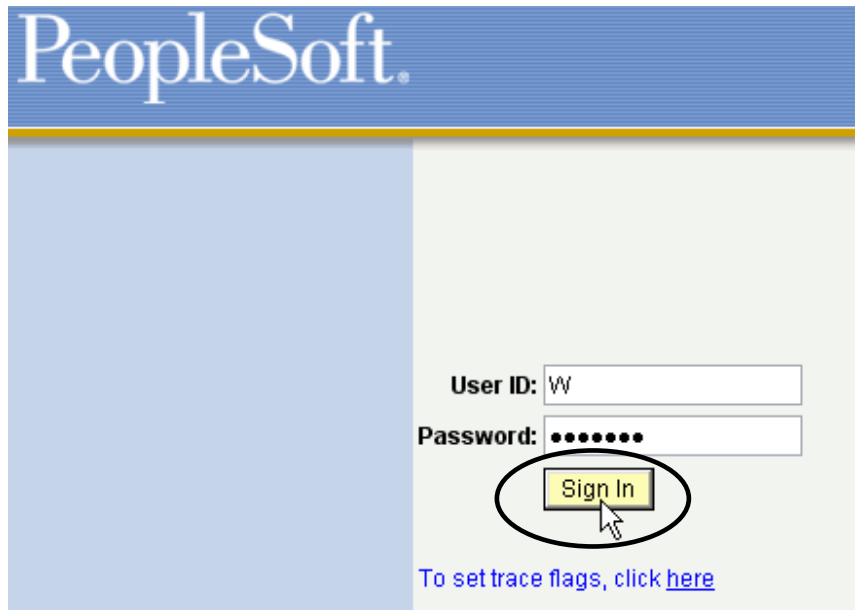 PeopleSoft®
User ID: W
Password: •••••••
Sign In
To set trace flags, click here